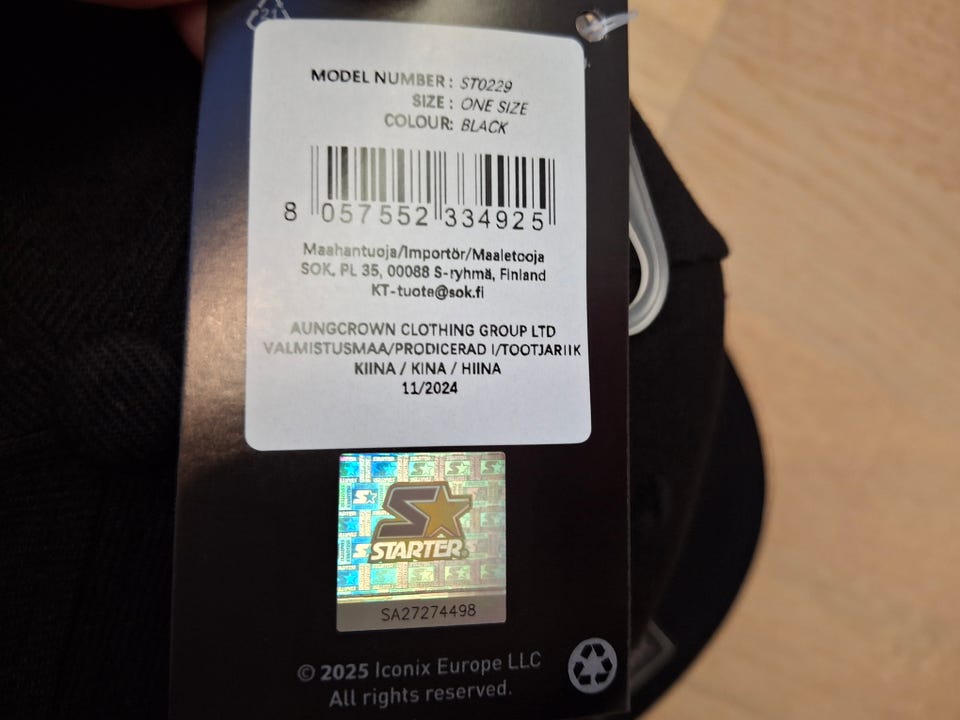 21
MODEL NUMBER : ST0229
SIZE : ONE SIZE
COLOUR: BLACK
8 057552 334925
Maahantuoja/Importör/Maaletooja
SOK, PL 35, 00088 S-ryhmä, Finland
KT-tuote@sok.fi
AUNGCROWN CLOTHING GROUP LTD
VALMISTUSMAA/PRODICERAD I/TOOTJARIIK
KIINA / KINA / HIINA
11/2024
S
STARTER®
SA27274498
© 2025 Iconix Europe LLC
All rights reserved.